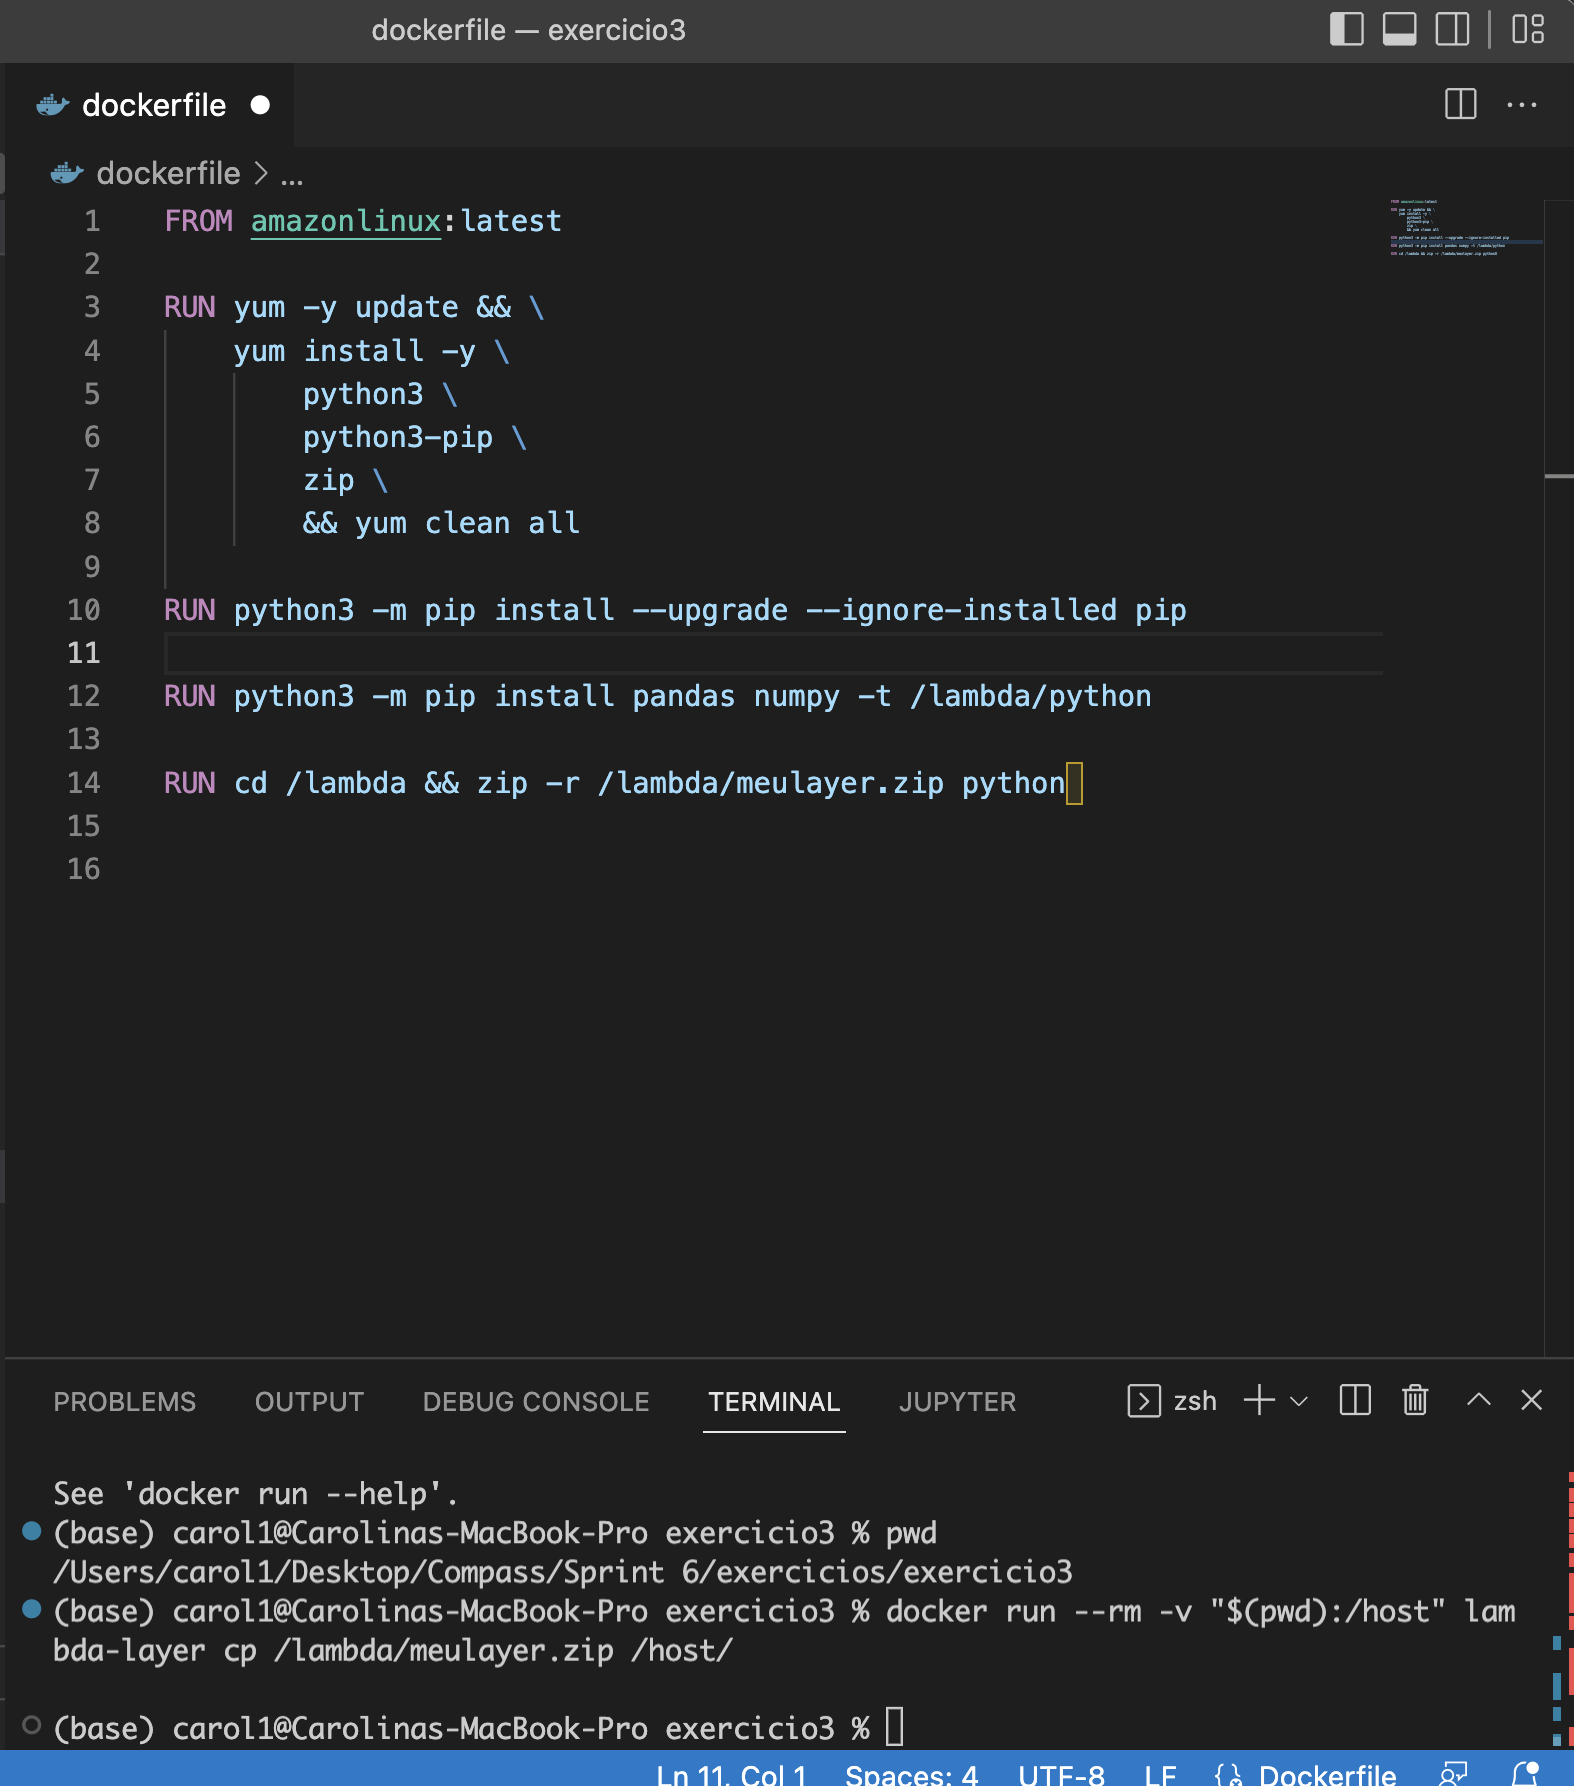 dockerfile — exercicio3
dockerfile
dockerfile > ...
1 FROM amazonlinux:latest
2
3 RUN yum -y update && \
4 yum install -y \
5 python3 \
6 python3-pip \
7 zip \
8 && yum clean all
9
10 RUN python3 -m pip install --upgrade --ignore-installed pip
11
12 RUN python3 -m pip install pandas numpy -t /lambda/python
13
14 RUN cd /lambda && zip -r /lambda/meulayer.zip python
15
16
PROBLEMS OUTPUT DEBUG CONSOLE TERMINAL JUPYTER zsh
See 'docker run --help'.
(base) carol1@Carolinas-MacBook-Pro exercicio3 % pwd
/Users/carol1/Desktop/Compass/Sprint 6/exercicios/exercicio3
(base) carol1@Carolinas-MacBook-Pro exercicio3 % docker run --rm -v "$(pwd):/host" lam
bda-layer cp /lambda/meulayer.zip /host/
(base) carol1@Carolinas-MacBook-Pro exercicio3 %
Ln 11, Col 1 Spaces: 4 UTF-8 LF Dockerfile